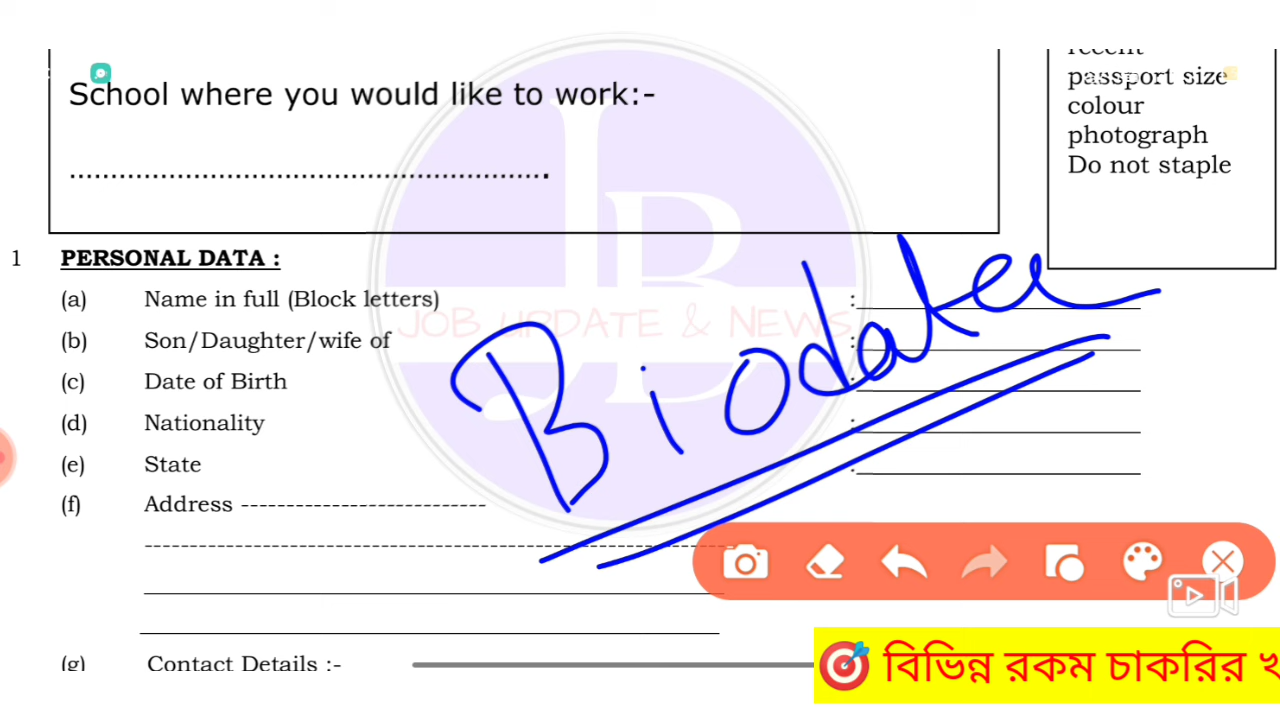 recent
passport size
colour
photograph
Do not staple
School where you would like to work:-
..........................................................
1 PERSONAL DATA :
(a) Name in full (Block letters) :
(b) Son/Daughter/wife of :
(c) Date of Birth :
(d) Nationality :
(e) State :
(f) Address ---------------------------
(g) Contact Details :-
JOB UPDATE & NEWS
JB
Biodata
বিভিন্ন রকম চাকরির খ